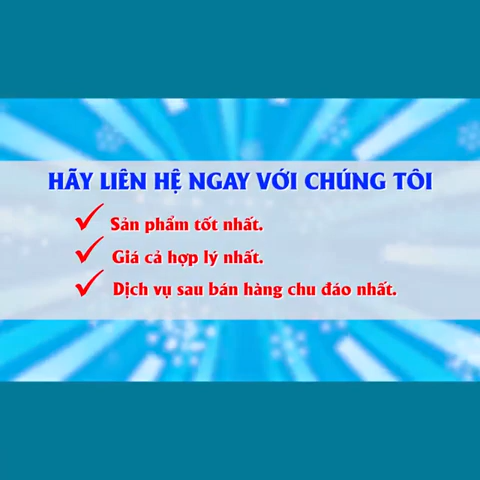 HÃY LIÊN HỆ NGAY VỚI CHÚNG TÔI
Sản phẩm tốt nhất.
Giá cả hợp lý nhất.
Dịch vụ sau bán hàng chu đáo nhất.